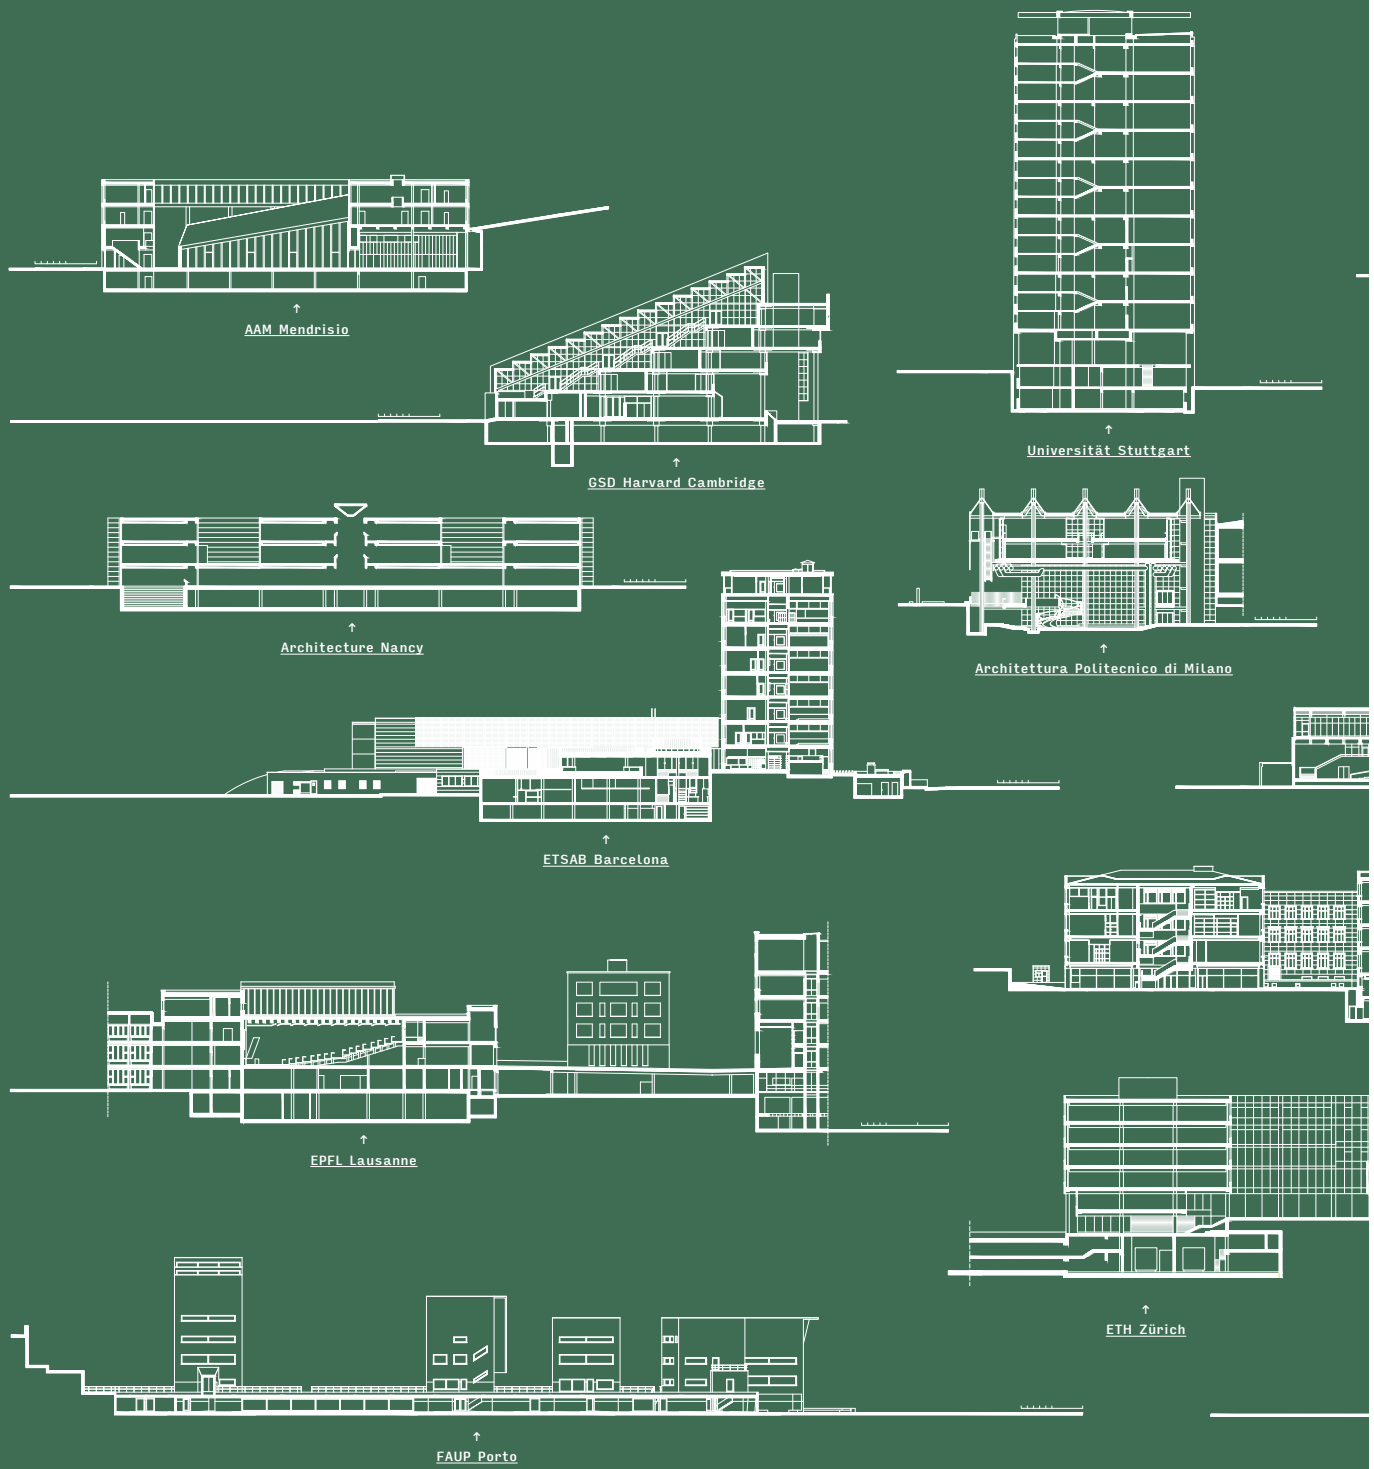 ↑
AAM Mendrisio
↑
Universität Stuttgart
↑
GSD Harvard Cambridge
↑
Architecture Nancy
↑
Architettura Politecnico di Milano
↑
ETSAB Barcelona
↑
EPFL Lausanne
↑
ETH Zürich
↑
FAUP Porto